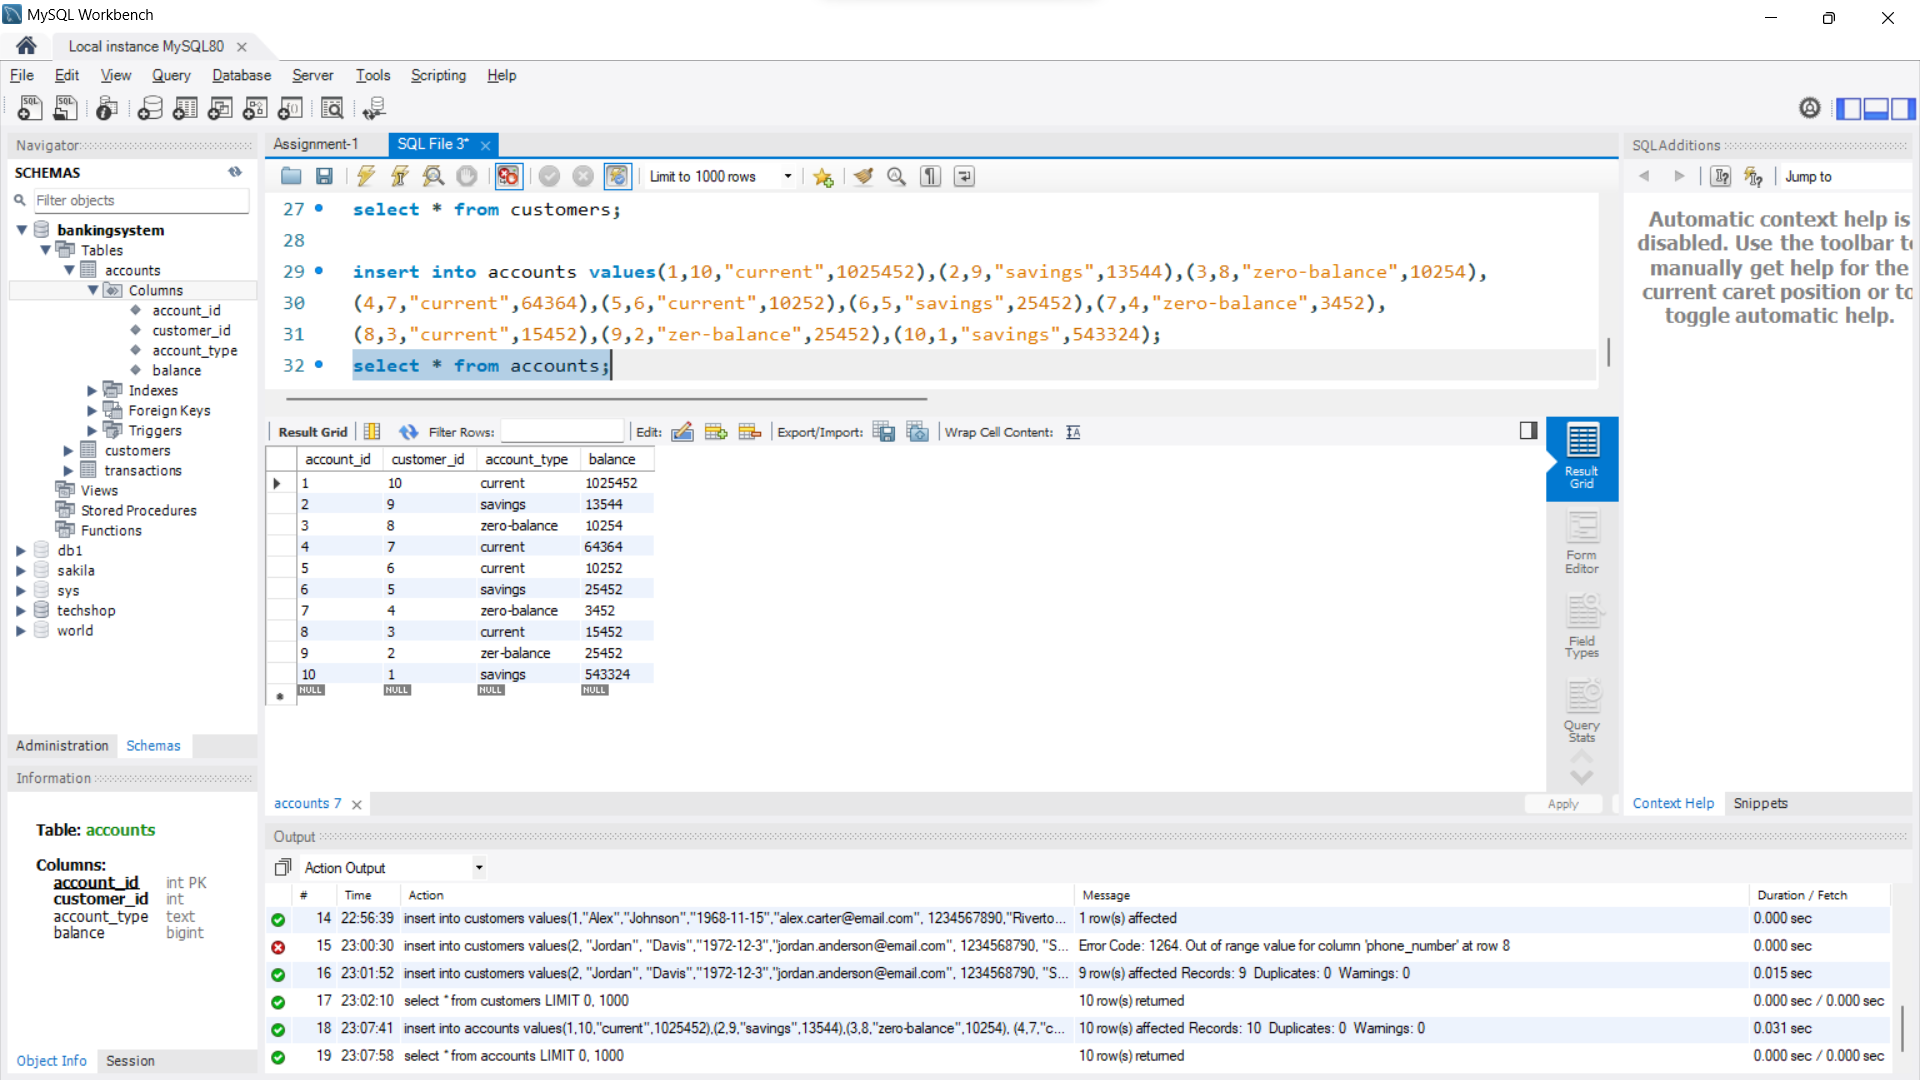 MySQL Workbench
Local instance MySQL80
File Edit View Query Database Server Tools Scripting Help
Navigator
SCHEMAS
Filter objects
bankingsystem
Tables
accounts
Columns
account_id
customer_id
account_type
balance
Indexes
Foreign Keys
Triggers
customers
transactions
Views
Stored Procedures
Functions
db1
sakila
sys
techshop
world
Administration Schemas
Information
Table: accounts
Columns:
account_id int PK
customer_id int
account_type text
balance bigint
Object Info Session
Assignment-1 SQL File 3*
Limit to 1000 rows
27 select * from customers;
28
29 insert into accounts values(1,10,"current",1025452),(2,9,"savings",13544),(3,8,"zero-balance",10254),
30 (4,7,"current",64364),(5,6,"current",10252),(6,5,"savings",25452),(7,4,"zero-balance",3452),
31 (8,3,"current",15452),(9,2,"zer-balance",25452),(10,1,"savings",543324);
32 select * from accounts;
Result Grid Filter Rows: Edit: Export/Import: Wrap Cell Content:
account_id customer_id account_type balance
1 10 current 1025452
2 9 savings 13544
3 8 zero-balance 10254
4 7 current 64364
5 6 current 10252
6 5 savings 25452
7 4 zero-balance 3452
8 3 current 15452
9 2 zer-balance 25452
10 1 savings 543324
NULL NULL NULL NULL
Result
Grid
Form
Editor
Field
Types
Query
Stats
accounts 7
Apply
SQLAdditions
Jump to
Automatic context help is
disabled. Use the toolbar to
manually get help for the
current caret position or to
toggle automatic help.
Context Help Snippets
Output
Action Output
# Time Action Message Duration / Fetch
14 22:56:39 insert into customers values(1,"Alex","Johnson","1968-11-15","alex.carter@email.com", 1234567890,"Riverto... 1 row(s) affected 0.000 sec
15 23:00:30 insert into customers values(2, "Jordan", "Davis","1972-12-3","jordan.anderson@email.com", 1234568790, "S... Error Code: 1264. Out of range value for column 'phone_number' at row 8 0.000 sec
16 23:01:52 insert into customers values(2, "Jordan", "Davis","1972-12-3","jordan.anderson@email.com", 1234568790, "S... 9 row(s) affected Records: 9 Duplicates: 0 Warnings: 0 0.015 sec
17 23:02:10 select * from customers LIMIT 0, 1000 10 row(s) returned 0.000 sec / 0.000 sec
18 23:07:41 insert into accounts values(1,10,"current",1025452),(2,9,"savings",13544),(3,8,"zero-balance",10254), (4,7,"c... 10 row(s) affected Records: 10 Duplicates: 0 Warnings: 0 0.031 sec
19 23:07:58 select * from accounts LIMIT 0, 1000 10 row(s) returned 0.000 sec / 0.000 sec